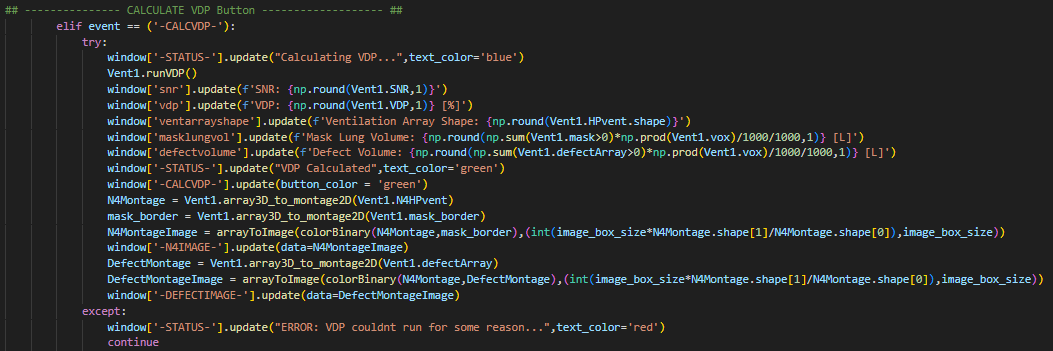 ## --------------- CALCULATE VDP Button ------------------- ##
elif event == ('-CALCVDP-'):
try:
window['-STATUS-'].update("Calculating VDP...",text_color='blue')
Vent1.runVDP()
window['snr'].update(f'SNR: {np.round(Vent1.SNR,1)}')
window['vdp'].update(f'VDP: {np.round(Vent1.VDP,1)} [%]')
window['ventarrayshape'].update(f'Ventilation Array Shape: {np.round(Vent1.HPvent.shape)}')
window['masklungvol'].update(f'Mask Lung Volume: {np.round(np.sum(Vent1.mask>0)*np.prod(Vent1.vox)/1000/1000,1)} [L]')
window['defectvolume'].update(f'Defect Volume: {np.round(np.sum(Vent1.defectArray>0)*np.prod(Vent1.vox)/1000/1000,1)} [L]')
window['-STATUS-'].update("VDP Calculated",text_color='green')
window['-CALCVDP-'].update(button_color = 'green')
N4Montage = Vent1.array3D_to_montage2D(Vent1.N4HPvent)
mask_border = Vent1.array3D_to_montage2D(Vent1.mask_border)
N4MontageImage = arrayToImage(colorBinary(N4Montage,mask_border),(int(image_box_size*N4Montage.shape[1]/N4Montage.shape[0]),image_box_size))
window['-N4IMAGE-'].update(data=N4MontageImage)
DefectMontage = Vent1.array3D_to_montage2D(Vent1.defectArray)
DefectMontageImage = arrayToImage(colorBinary(N4Montage,DefectMontage),(int(image_box_size*N4Montage.shape[1]/N4Montage.shape[0]),image_box_size))
window['-DEFECTIMAGE-'].update(data=DefectMontageImage)
except:
window['-STATUS-'].update("ERROR: VDP couldnt run for some reason...",text_color='red')
continue